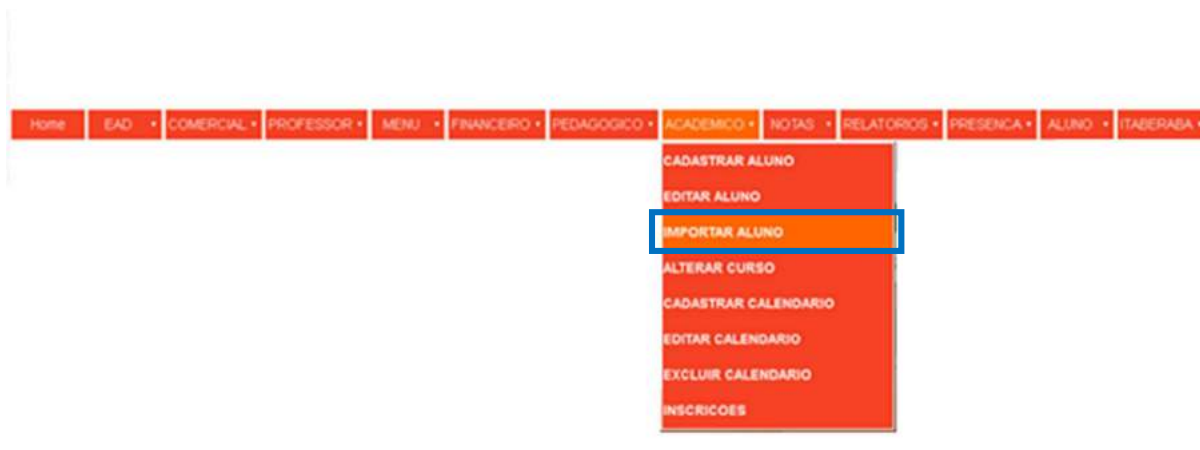 Home EAD COMERCIAL PROFESSOR MENU FINANCEIRO PEDAGOGICO ACADEMICO NOTAS RELATORIOS PRESENCA ALUNO ITABERABA
CADASTRAR ALUNO
EDITAR ALUNO
IMPORTAR ALUNO
ALTERAR CURSO
CADASTRAR CALENDARIO
EDITAR CALENDARIO
EXCLUIR CALENDARIO
INSCRICOES